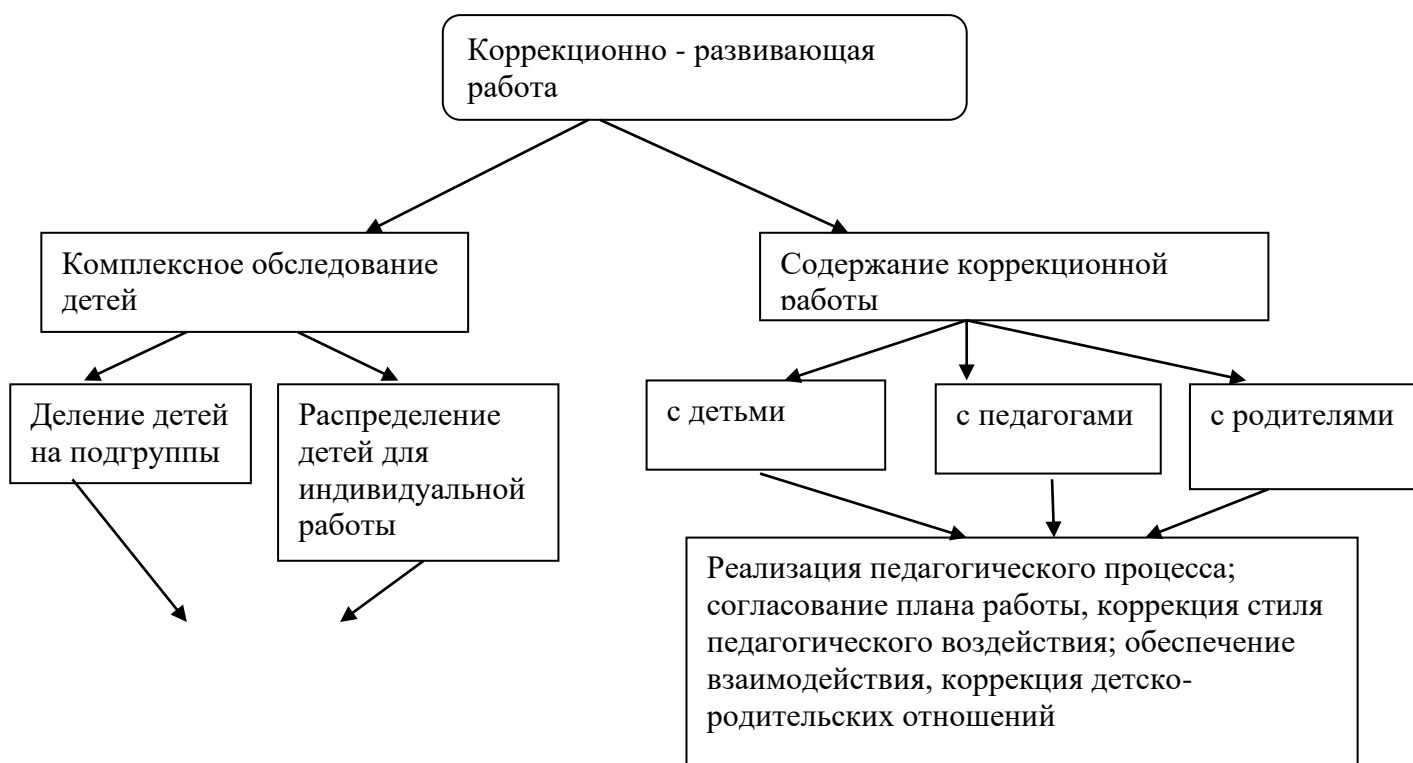 Коррекционно - развивающая
работа
Комплексное обследование
детей
Содержание коррекционной
работы
Деление детей
на подгруппы
Распределение
детей для
индивидуальной
работы
с детьми
с педагогами
с родителями
Реализация педагогического процесса;
согласование плана работы, коррекция стиля
педагогического воздействия; обеспечение
взаимодействия, коррекция детско-
родительских отношений